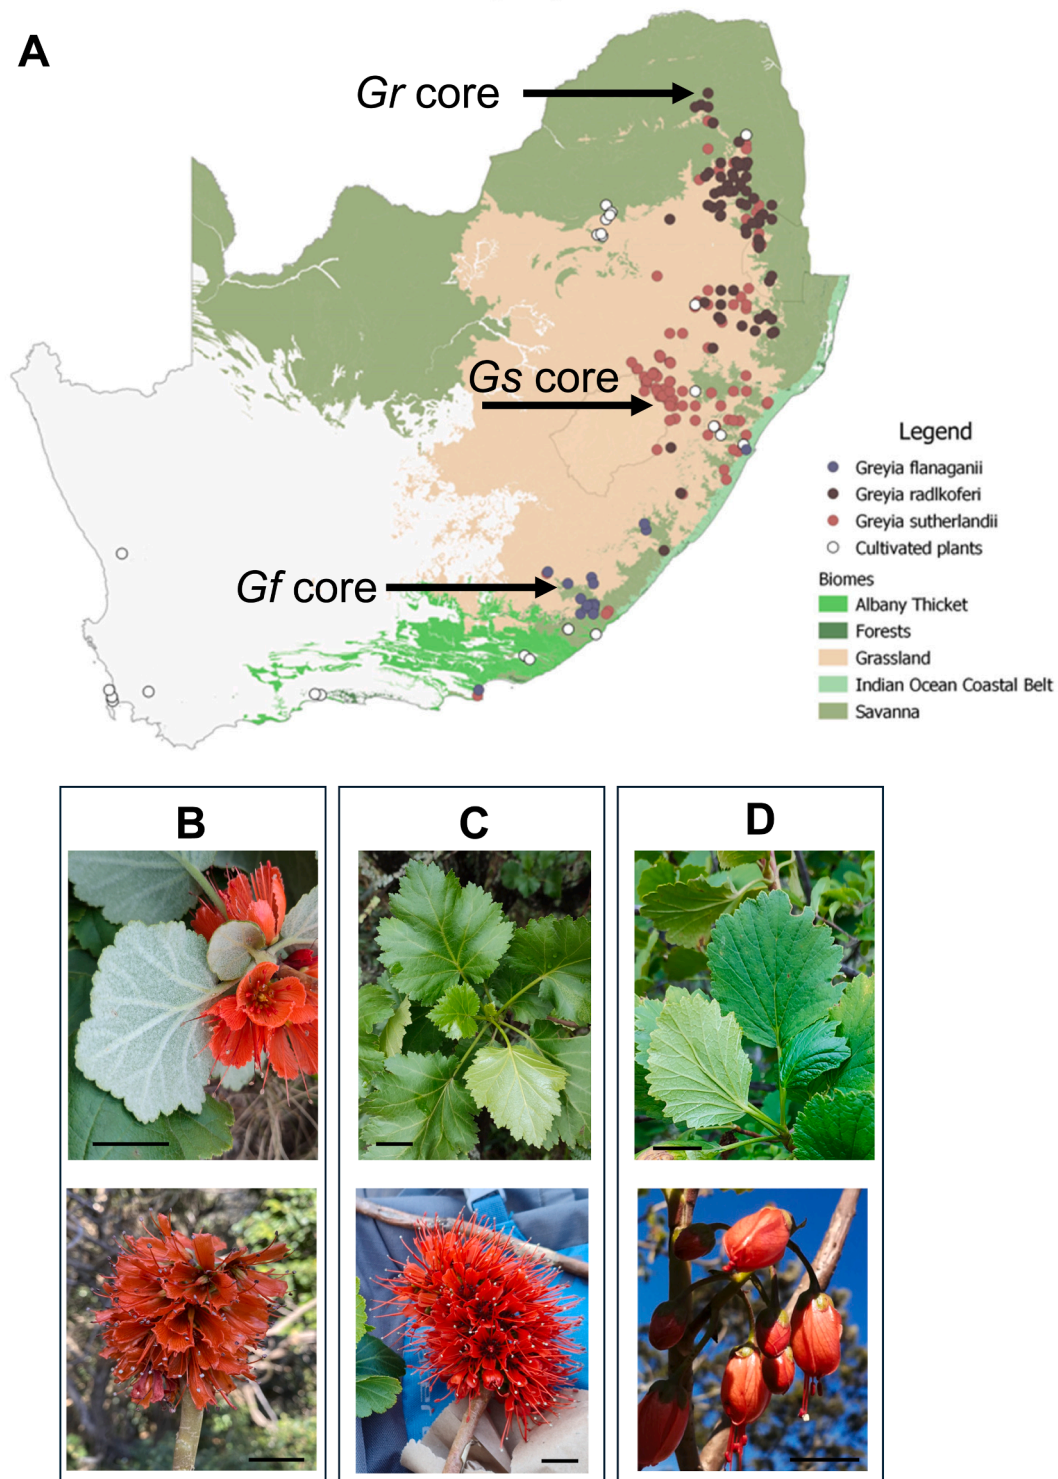 A
Gr core
Gs core
Gf core
Legend
Greyia flanaganii
Greyia radlkoferi
Greyia sutherlandii
Cultivated plants
Biomes
Albany Thicket
Forests
Grassland
Indian Ocean Coastal Belt
Savanna
B
C
D